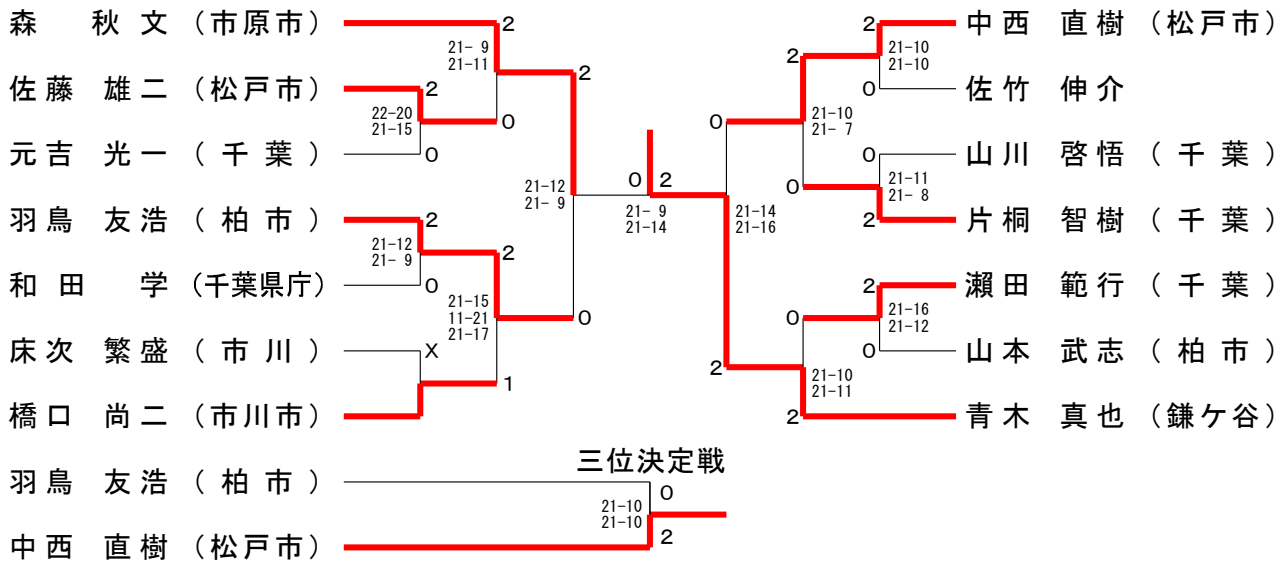 森　秋文（市原市）
佐藤　雄二（松戸市）
元吉　光一（千葉）
羽鳥　友浩（柏市）
和田　学（千葉県庁）
床次　繁盛（市川）
橋口　尚二（市川市）
2
21- 9
21-11
2
2
22-20
21-15
0
0
21-12
21- 9
2
21-12
21- 9
2
0
21-15
11-21
21-17
0
X
1
0 2
21- 9
21-14
中西　直樹（松戸市）
佐竹　伸介
山川　啓悟（千葉）
片桐　智樹（千葉）
瀬田　範行（千葉）
山本　武志（柏市）
青木　真也（鎌ケ谷）
2
2
21-10
21-10
0
0
21-10
21- 7
0
0
21-11
21- 8
2
21-14
21-16
2
0
21-16
21-12
0
2
21-10
21-11
2
三位決定戦
羽鳥　友浩（柏市）
0
21-10
21-10
2
中西　直樹（松戸市）